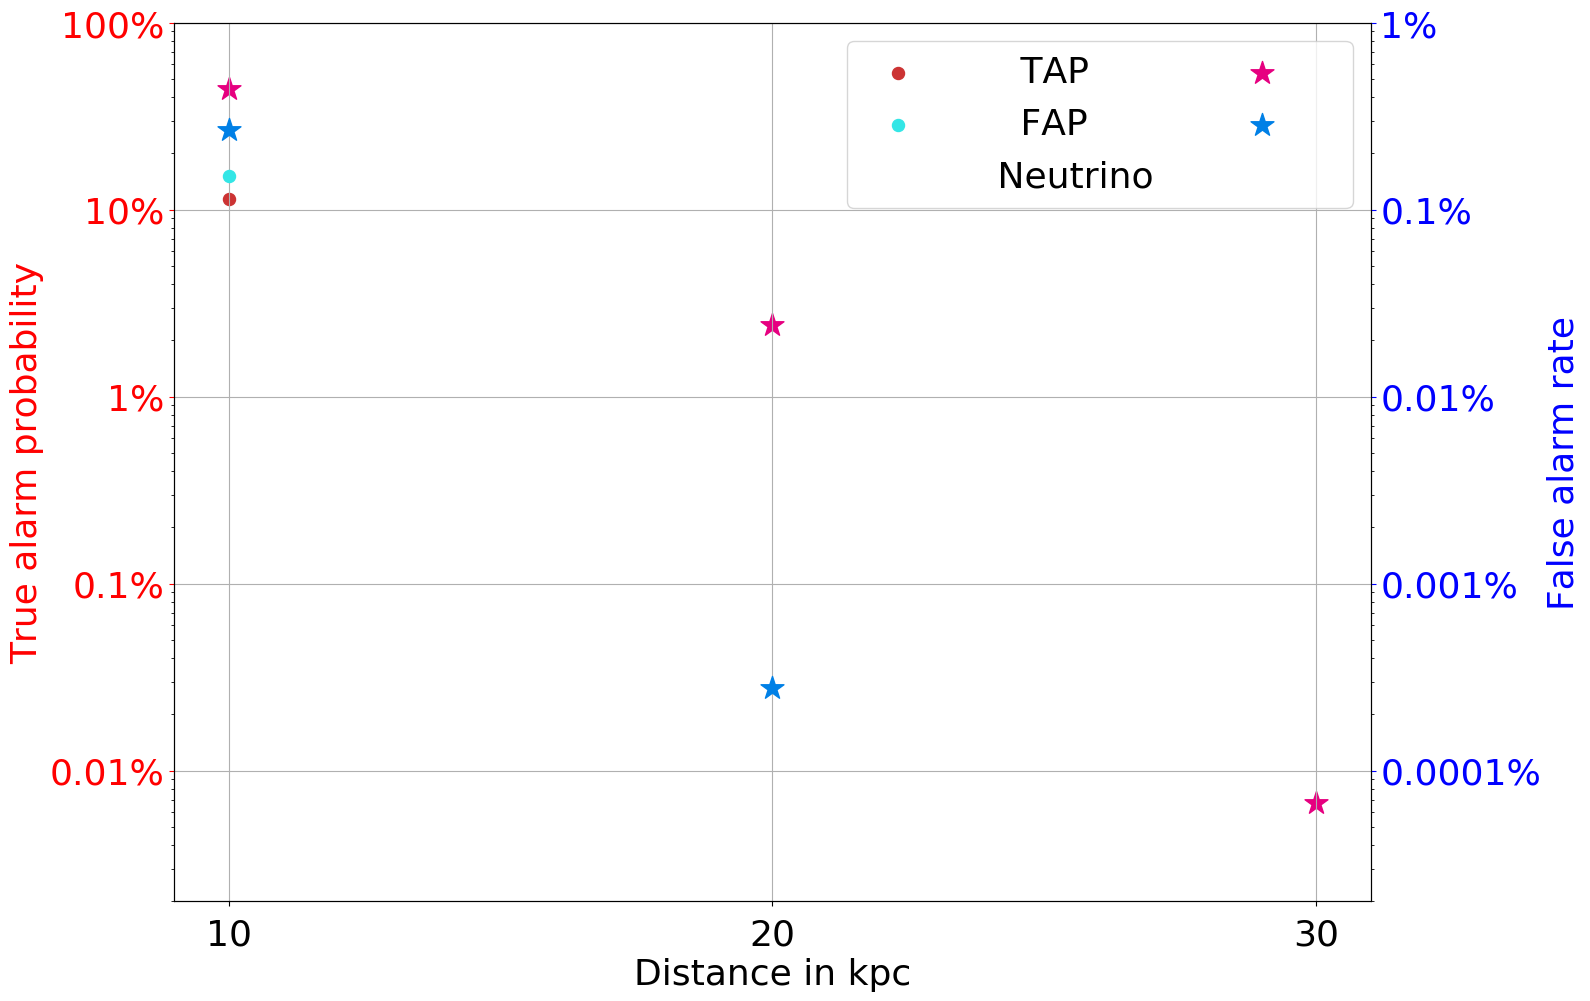 100%
10%
1%
0.1%
0.01%
True alarm probability
TAP
FAP
Neutrino
1%
0.1%
0.01%
0.001%
0.0001%
False alarm rate
10 20 30
Distance in kpc